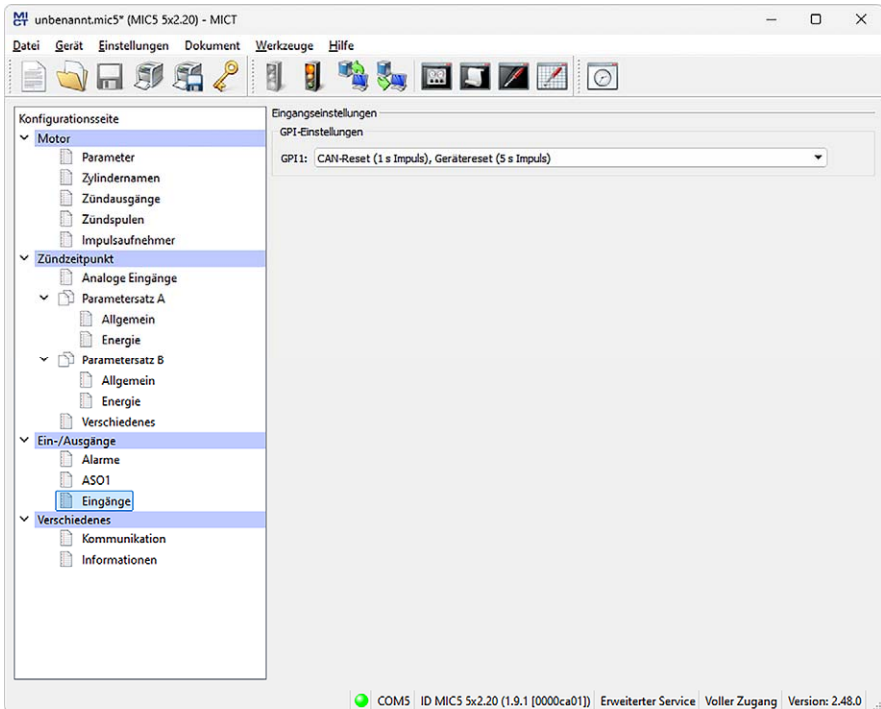 unbenannt.mic5* (MIC5 5x2.20) - MICT
Datei Gerät Einstellungen Dokument Werkzeuge Hilfe
Konfigurationsseite
Motor
Parameter
Zylindernamen
Zündausgänge
Zündspulen
Impulsaufnehmer
Zündzeitpunkt
Analoge Eingänge
Parametersatz A
Allgemein
Energie
Parametersatz B
Allgemein
Energie
Verschiedenes
Ein-/Ausgänge
Alarme
ASO1
Eingänge
Verschiedenes
Kommunikation
Informationen
Eingangseinstellungen
GPI-Einstellungen
GPI1: CAN-Reset (1 s Impuls), Gerätereset (5 s Impuls)
COM5 ID MIC5 5x2.20 (1.9.1 [0000ca01]) Erweiterter Service Voller Zugang Version: 2.48.0